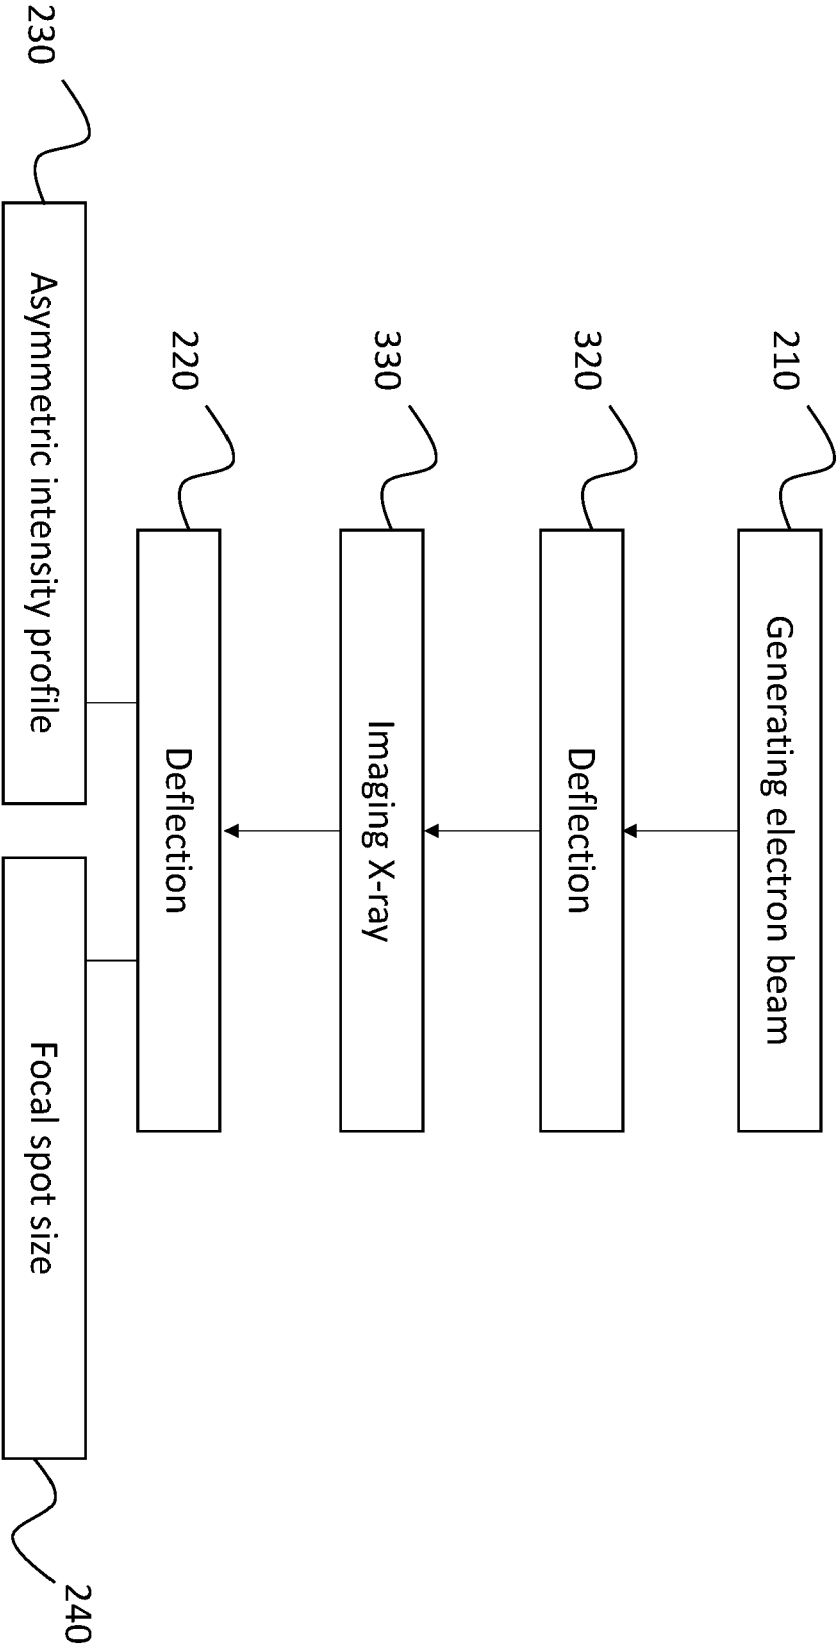 210
Generating electron beam
320
Deflection
330
Imaging X-ray
220
Deflection
230
Asymmetric intensity profile
Focal spot size
240